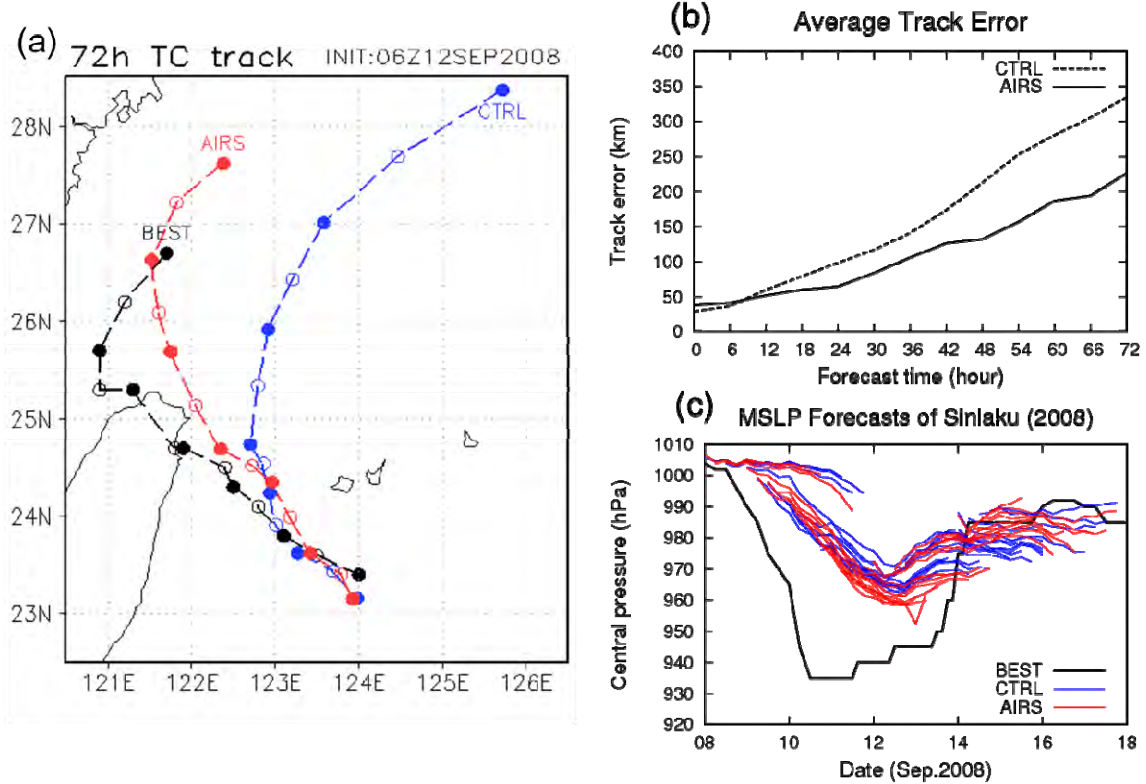 (a)
72h TC track INIT:06Z12SEP2008
28N
27N
26N
25N
24N
23N
121E 122E 123E 124E 125E 126E
CTRL
AIRS
BEST
(b)
Average Track Error
Track error (km)
400
350
300
250
200
150
100
50
0
CTRL
AIRS
0 6 12 18 24 30 36 42 48 54 60 66 72
Forecast time (hour)
(c)
MSLP Forecasts of Sinlaku (2008)
Central pressure (hPa)
1010
1000
990
980
970
960
950
940
930
920
BEST
CTRL
AIRS
08 10 12 14 16 18
Date (Sep.2008)